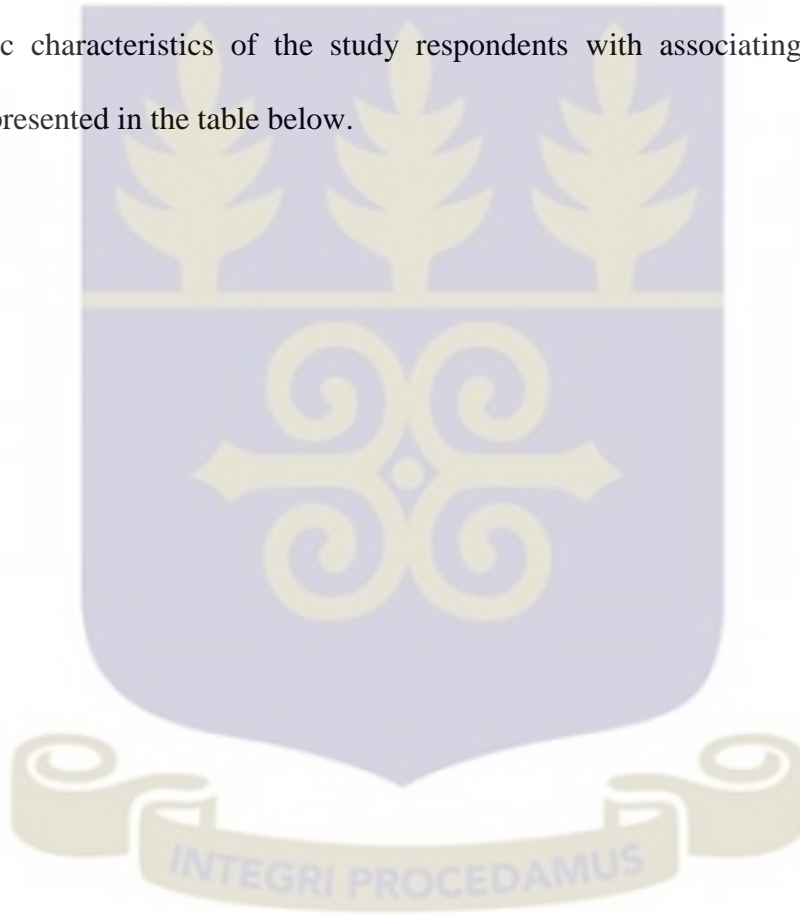 c characteristics of the study respondents with associating
presented in the table below.
INTEGRI PROCEDAMUS